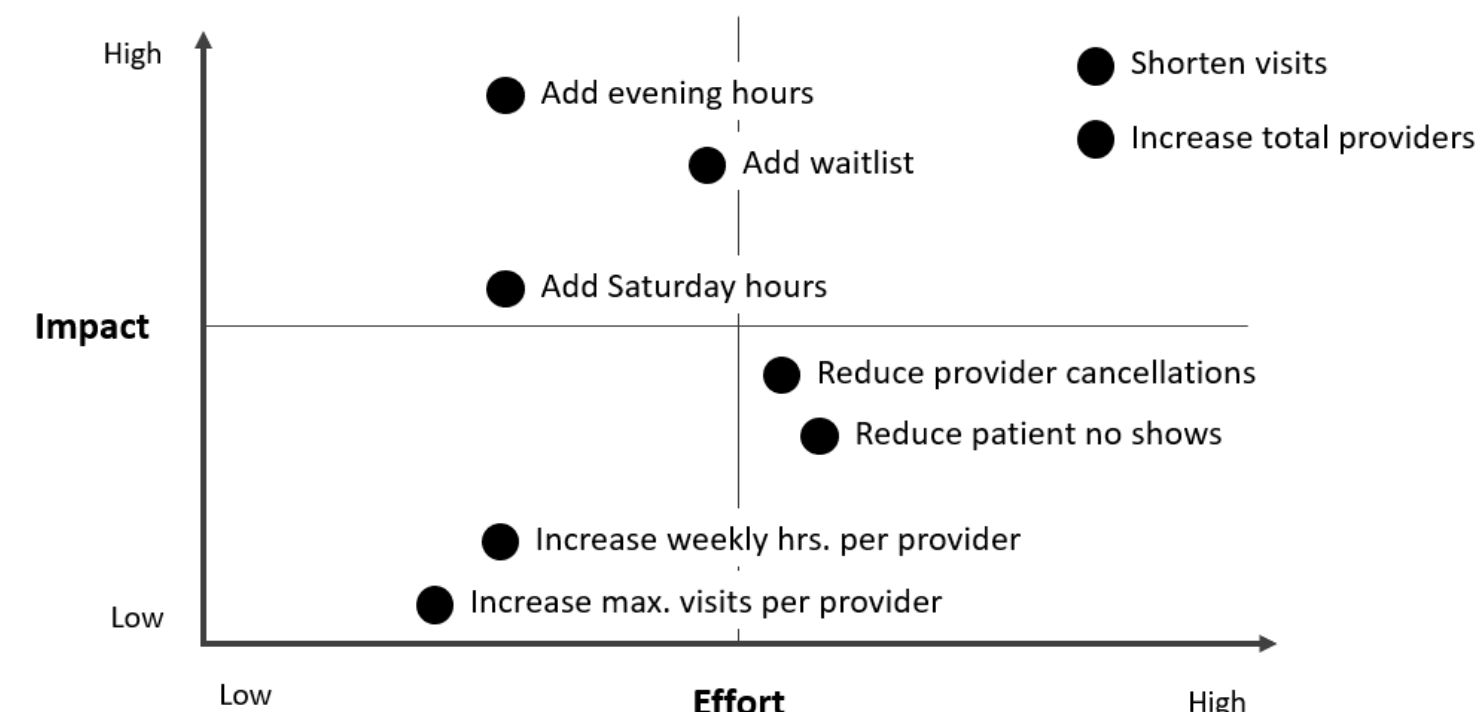 High
Shorten visits
Add evening hours
Increase total providers
Add waitlist
Add Saturday hours
Impact
Reduce provider cancellations
Reduce patient no shows
Increase weekly hrs. per provider
Increase max. visits per provider
Low
Low
Effort
High